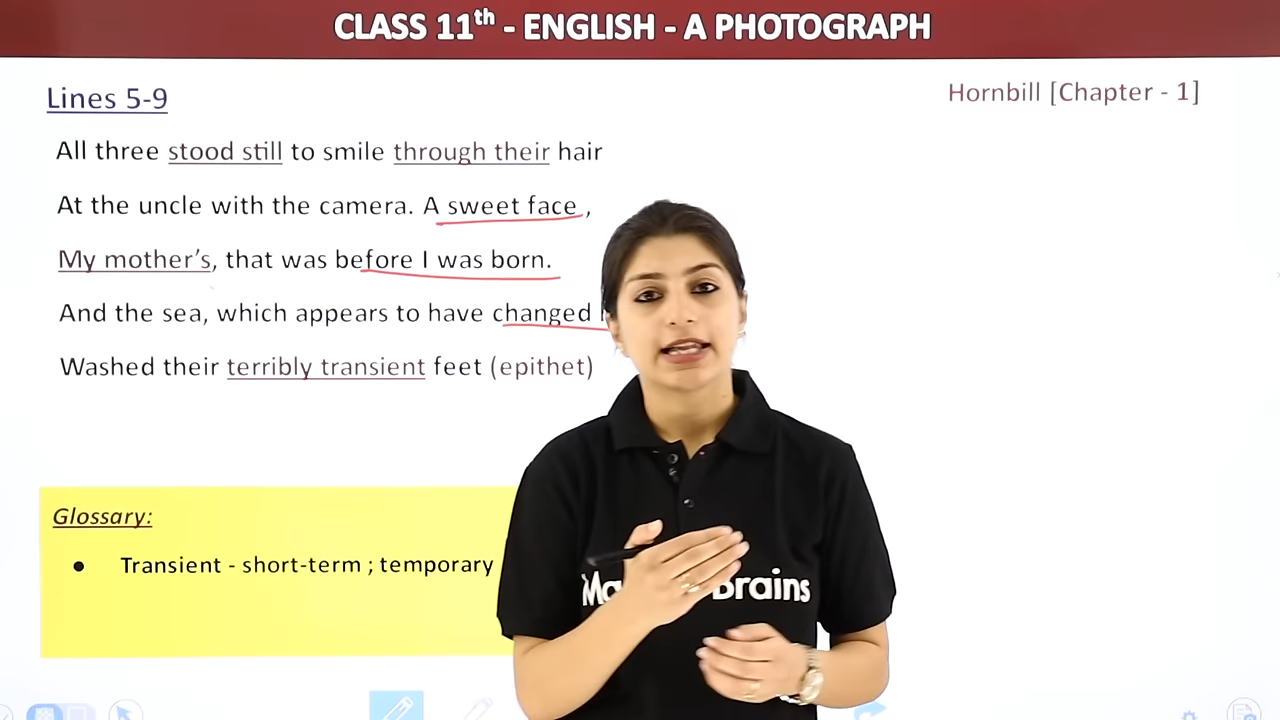 CLASS 11th - ENGLISH - A PHOTOGRAPH
Lines 5-9
Hornbill [Chapter - 1]
All three stood still to smile through their hair
At the uncle with the camera. A sweet face ,
My mother’s, that was before I was born.
And the sea, which appears to have changed
Washed their terribly transient feet (epithet)
Glossary:
● Transient - short-term ; temporary
Brains